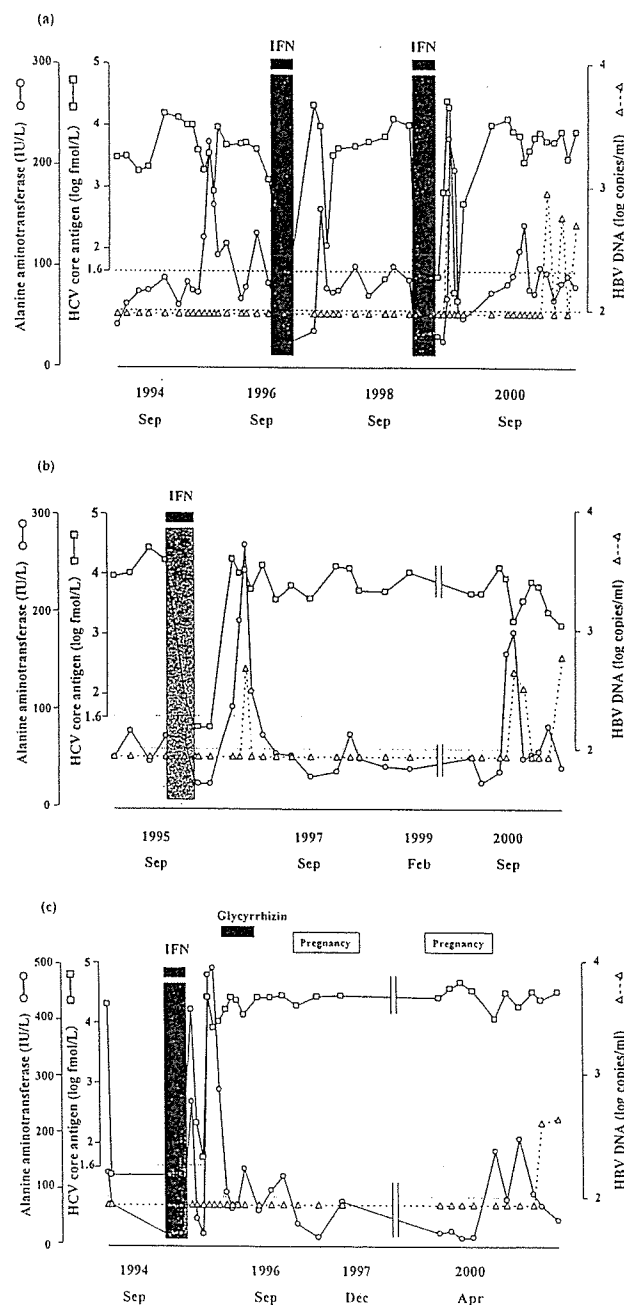 (a)
IFN
IFN
Alanine aminotransferase (IU/L)
HCV core antigen (log fmol/L)
HBV DNA (log copies/ml)
300
200
100
0
5
4
3
2
1.6
4
3
2
1994
1996
1998
2000
Sep
Sep
Sep
Sep
(b)
IFN
Alanine aminotransferase (IU/L)
HCV core antigen (log fmol/L)
HBV DNA (log copies/ml)
300
200
100
0
5
4
3
2
1.6
4
3
2
1995
1997
1999
2000
Sep
Sep
Feb
Sep
(c)
Glycyrrhizin
IFN
Pregnancy
Pregnancy
Alanine aminotransferase (IU/L)
HCV core antigen (log fmol/L)
HBV DNA (log copies/ml)
500
400
300
200
100
0
5
4
3
2
1.6
4
3
2
1994
1996
1997
2000
Sep
Sep
Dec
Apr